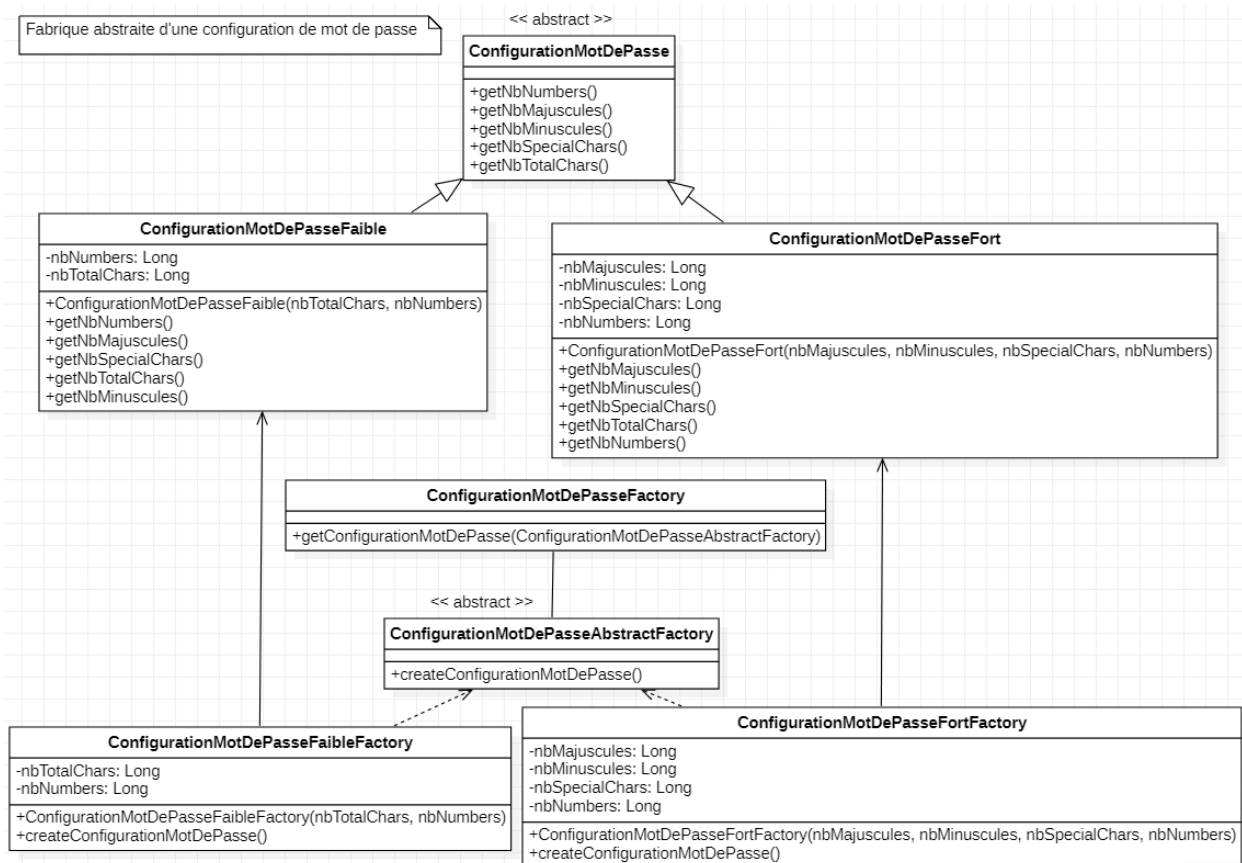 Fabrique abstraite d'une configuration de mot de passe
<< abstract >>
ConfigurationMotDePasse
+getNbNumbers()
+getNbMajuscules()
+getNbMinuscules()
+getNbSpecialChars()
+getNbTotalChars()
ConfigurationMotDePasseFaible
-nbNumbers: Long
-nbTotalChars: Long
+ConfigurationMotDePasseFaible(nbTotalChars, nbNumbers)
+getNbNumbers()
+getNbMajuscules()
+getNbSpecialChars()
+getNbTotalChars()
+getNbMinuscules()
ConfigurationMotDePasseFort
-nbMajuscules: Long
-nbMinuscules: Long
-nbSpecialChars: Long
-nbNumbers: Long
+ConfigurationMotDePasseFort(nbMajuscules, nbMinuscules, nbSpecialChars, nbNumbers)
+getNbMajuscules()
+getNbMinuscules()
+getNbSpecialChars()
+getNbTotalChars()
+getNbNumbers()
ConfigurationMotDePasseFactory
+getConfigurationMotDePasse(ConfigurationMotDePasseAbstractFactory)
<< abstract >>
ConfigurationMotDePasseAbstractFactory
+createConfigurationMotDePasse()
ConfigurationMotDePasseFaibleFactory
-nbTotalChars: Long
-nbNumbers: Long
+ConfigurationMotDePasseFaibleFactory(nbTotalChars, nbNumbers)
+createConfigurationMotDePasse()
ConfigurationMotDePasseFortFactory
-nbMajuscules: Long
-nbMinuscules: Long
-nbSpecialChars: Long
-nbNumbers: Long
+ConfigurationMotDePasseFortFactory(nbMajuscules, nbMinuscules, nbSpecialChars, nbNumbers)
+createConfigurationMotDePasse()